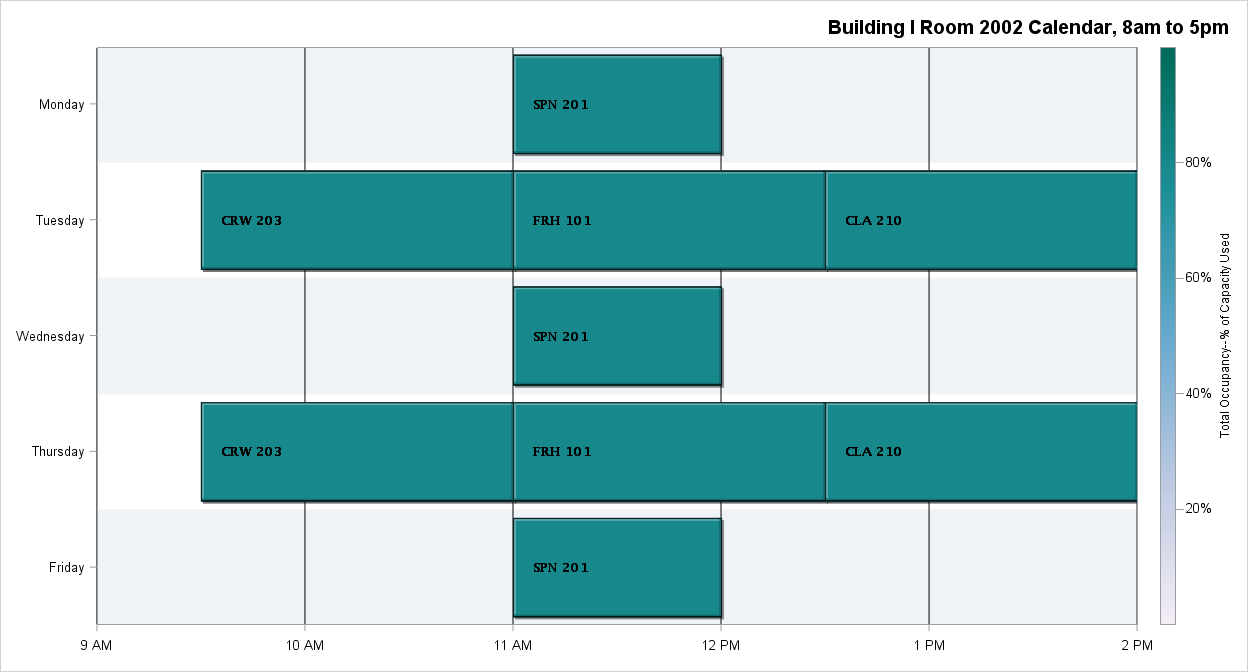 Building I Room 2002 Calendar, 8am to 5pm
Monday
SPN 201
Tuesday
CRW 203
FRH 101
CLA 210
Wednesday
SPN 201
Thursday
CRW 203
FRH 101
CLA 210
Friday
SPN 201
9 AM
10 AM
11 AM
12 PM
1 PM
2 PM
80%
60%
40%
20%
Total Occupancy--% of Capacity Used